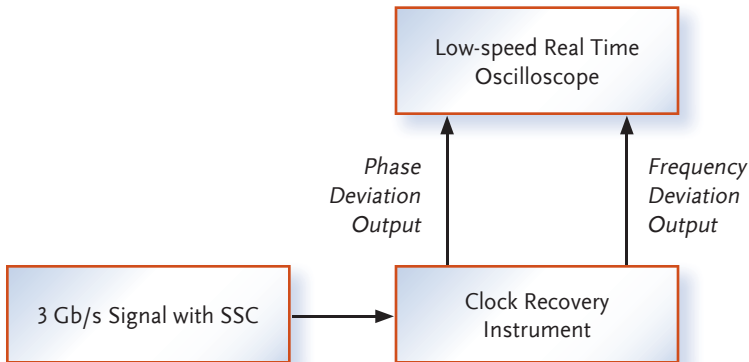 Low-speed Real Time
Oscilloscope
Phase
Deviation
Output
Frequency
Deviation
Output
3 Gb/s Signal with SSC
Clock Recovery
Instrument